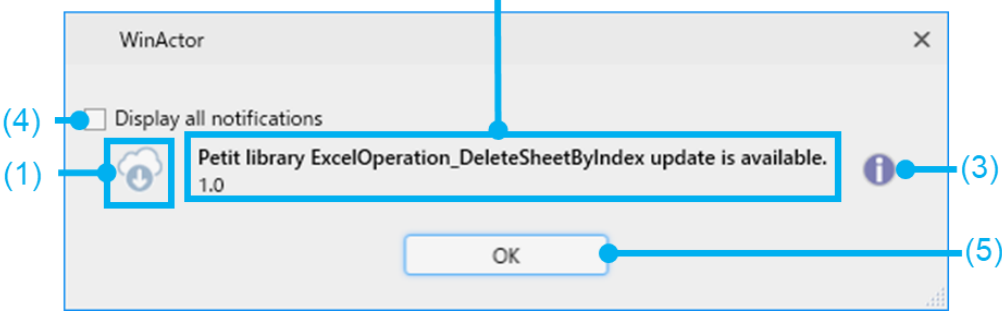 WinActor
(4)
Display all notifications
(1)
Petit library ExcelOperation_DeleteSheetByIndex update is available.
1.0
(3)
OK
(5)